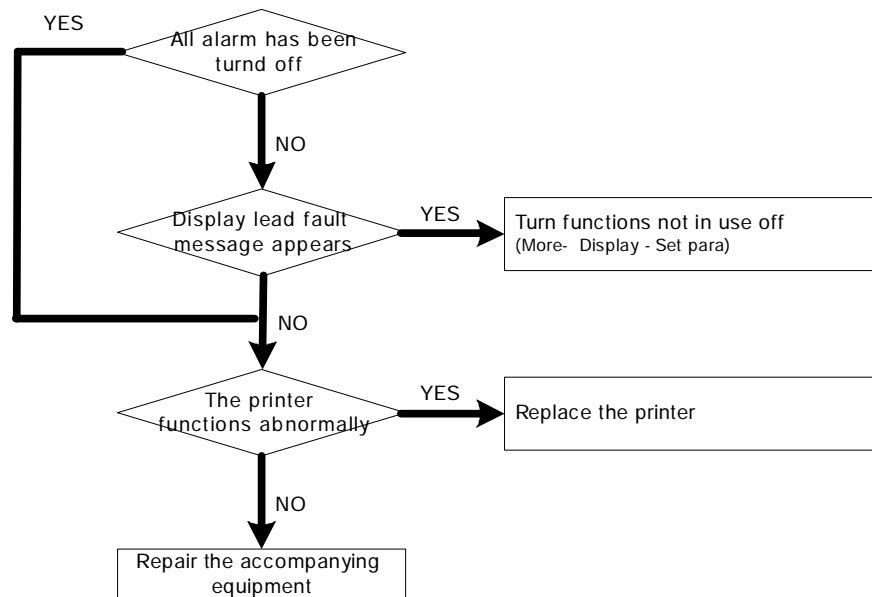 YES
All alarm has been
turnd off
NO
Display lead fault
message appears
YES
Turn functions not in use off
(More- Display - Set para)
NO
The printer
functions abnormally
YES
Replace the printer
NO
Repair the accompanying
equipment